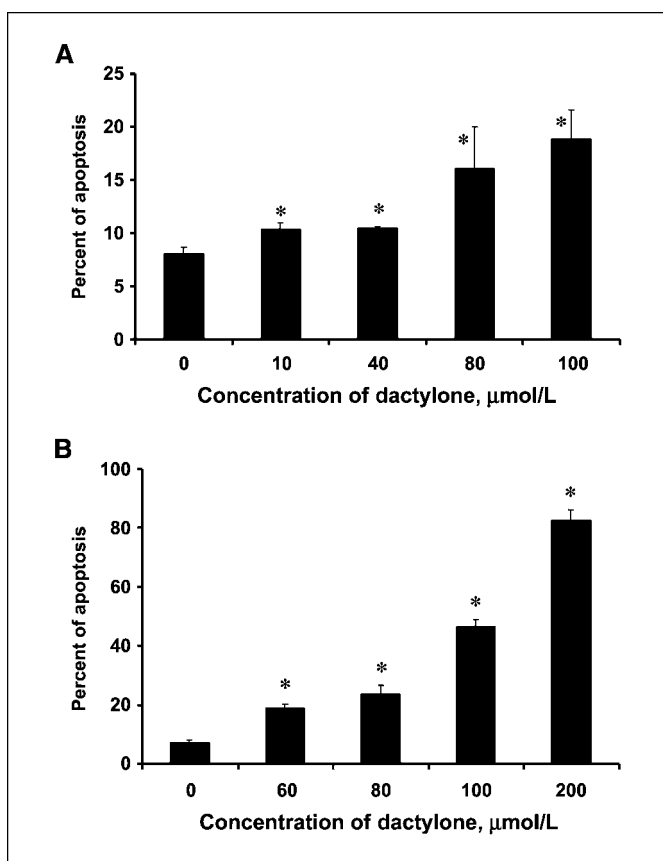 A
25
20
15
10
5
0
Percent of apoptosis
* * * *
0 10 40 80 100
Concentration of dactylone, μmol/L
B
100
80
60
40
20
0
Percent of apoptosis
* * * *
0 60 80 100 200
Concentration of dactylone, μmol/L